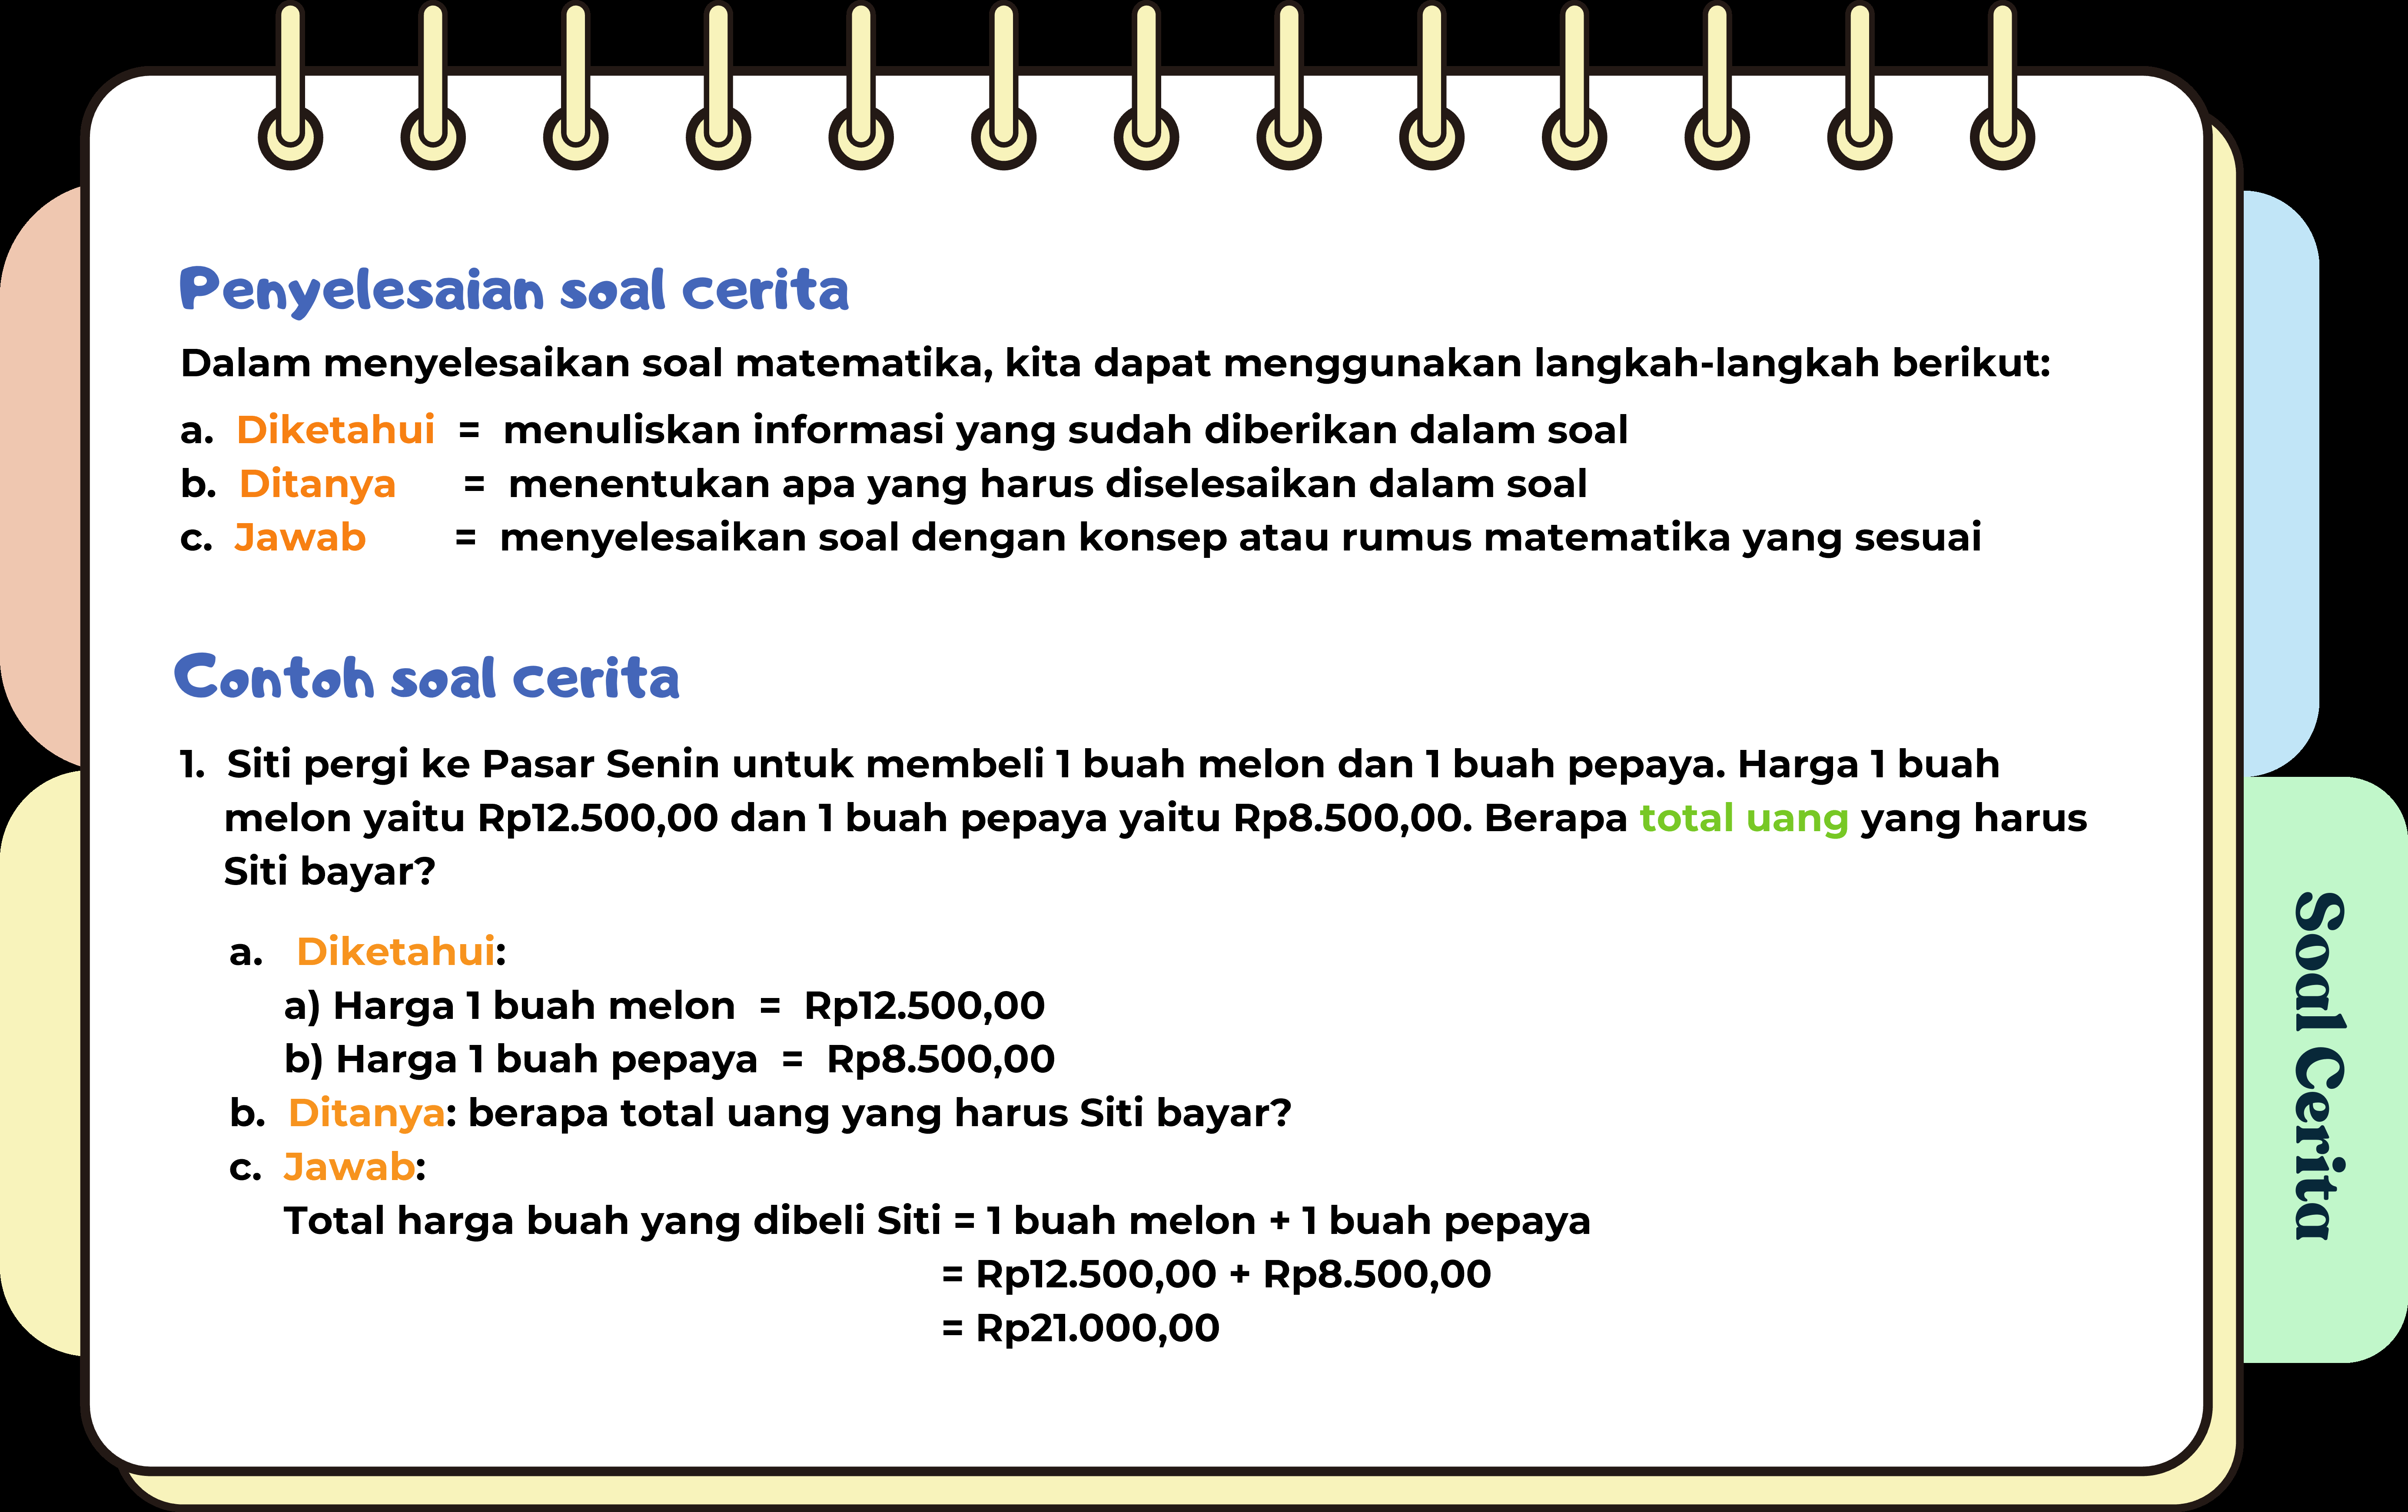 Penyelesaian soal cerita
Dalam menyelesaikan soal matematika, kita dapat menggunakan langkah-langkah berikut:
a. Diketahui = menuliskan informasi yang sudah diberikan dalam soal
b. Ditanya = menentukan apa yang harus diselesaikan dalam soal
c. Jawab = menyelesaikan soal dengan konsep atau rumus matematika yang sesuai
Contoh soal cerita
1. Siti pergi ke Pasar Senin untuk membeli 1 buah melon dan 1 buah pepaya. Harga 1 buah
melon yaitu Rp12.500,00 dan 1 buah pepaya yaitu Rp8.500,00. Berapa total uang yang harus
Siti bayar?
a. Diketahui:
a) Harga 1 buah melon = Rp12.500,00
b) Harga 1 buah pepaya = Rp8.500,00
b. Ditanya: berapa total uang yang harus Siti bayar?
c. Jawab:
Total harga buah yang dibeli Siti = 1 buah melon + 1 buah pepaya
= Rp12.500,00 + Rp8.500,00
= Rp21.000,00
Soal Cerita